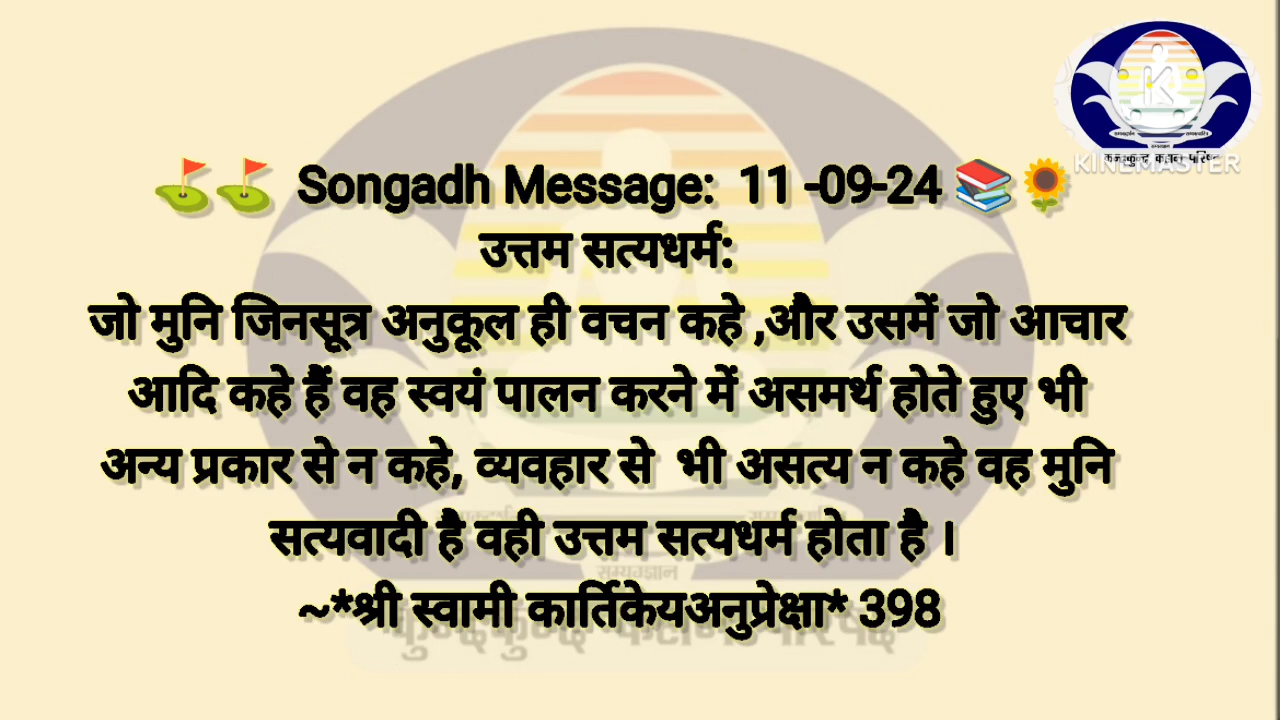 ⛳⛳ Songadh Message: 11 -09-24 📚🌻
उत्तम सत्यधर्म:
जो मुनि जिनसूत्र अनुकूल ही वचन कहे ,और उसमें जो आचार
आदि कहे हैं वह स्वयं पालन करने में असमर्थ होते हुए भी
अन्य प्रकार से न कहे, व्यवहार से भी असत्य न कहे वह मुनि
सत्यवादी है वही उत्तम सत्यधर्म होता है ।
~*श्री स्वामी कार्तिकेयअनुप्रेक्षा* 398
KINEMASTER
सम्यग्ज्ञान